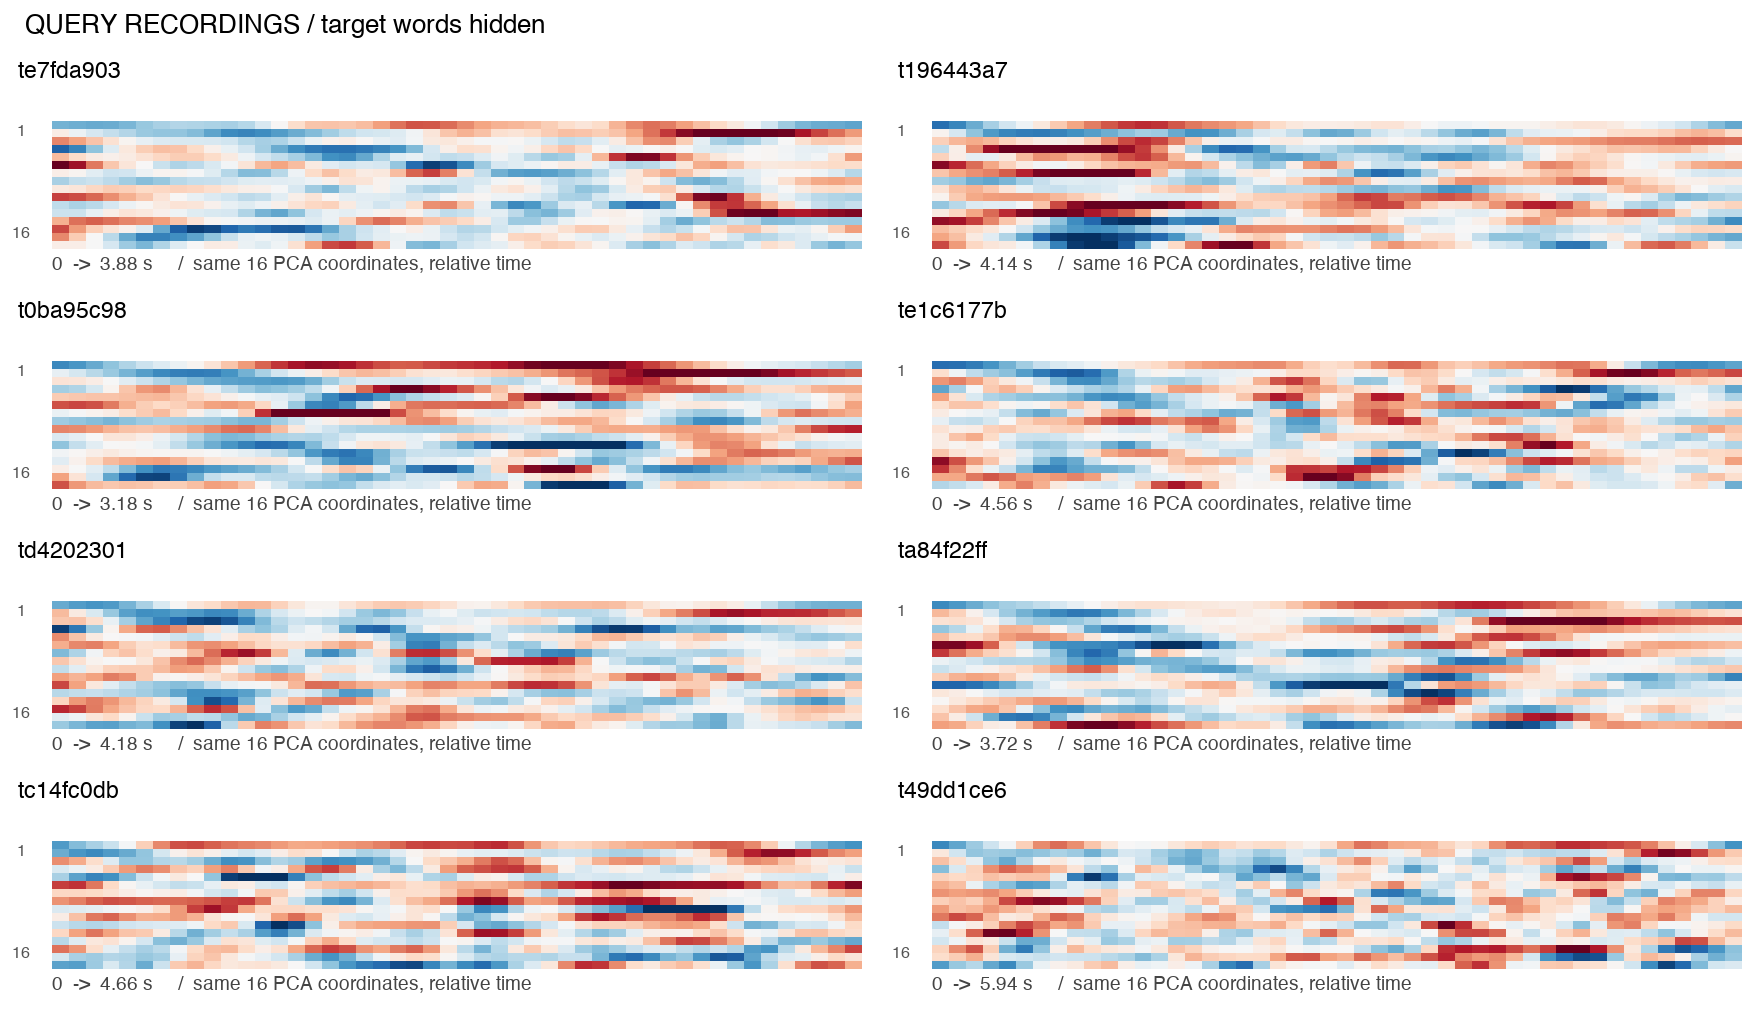 QUERY RECORDINGS / target words hidden
te7fda903
1
16
0 -> 3.88 s / same 16 PCA coordinates, relative time
t196443a7
1
16
0 -> 4.14 s / same 16 PCA coordinates, relative time
t0ba95c98
1
16
0 -> 3.18 s / same 16 PCA coordinates, relative time
te1c6177b
1
16
0 -> 4.56 s / same 16 PCA coordinates, relative time
td4202301
1
16
0 -> 4.18 s / same 16 PCA coordinates, relative time
ta84f22ff
1
16
0 -> 3.72 s / same 16 PCA coordinates, relative time
tc14fc0db
1
16
0 -> 4.66 s / same 16 PCA coordinates, relative time
t49dd1ce6
1
16
0 -> 5.94 s / same 16 PCA coordinates, relative time